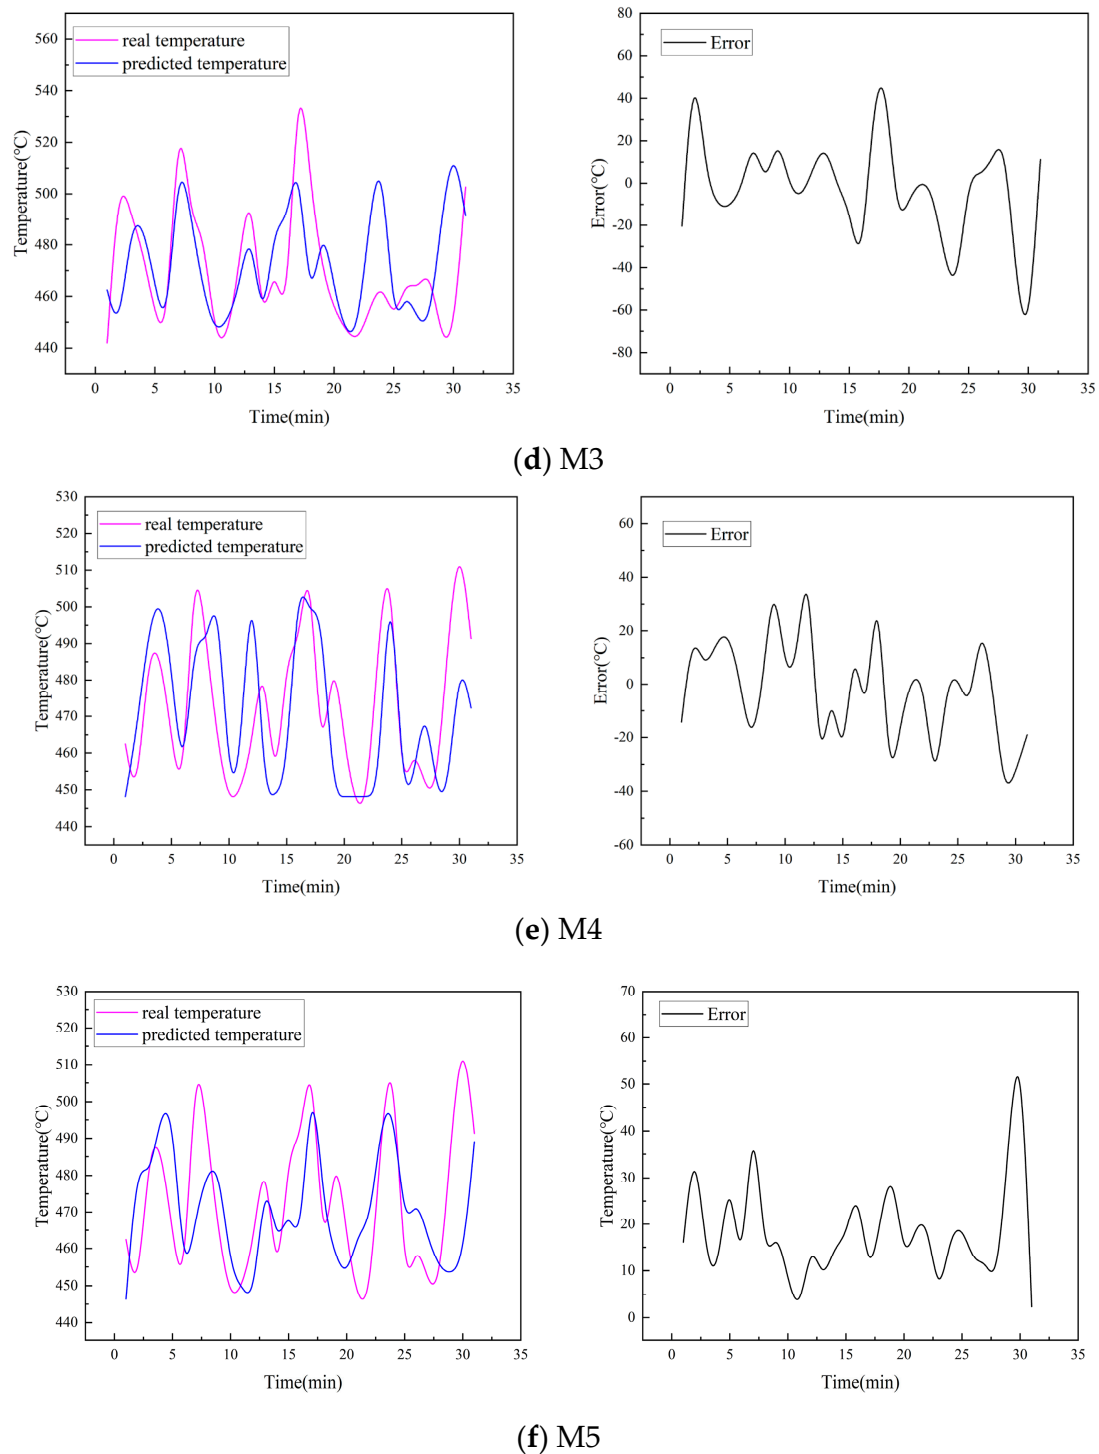 real temperature
predicted temperature
Temperature(℃)
560
540
520
500
480
460
440
0 5 10 15 20 25 30 35
Time(min)
Error
Error(℃)
80
60
40
20
0
-20
-40
-60
-80
0 5 10 15 20 25 30 35
Time(min)
(d) M3
real temperature
predicted temperature
Temperature(℃)
530
520
510
500
490
480
470
460
450
440
0 5 10 15 20 25 30 35
Time(min)
Error
Error(℃)
60
40
20
0
-20
-40
-60
0 5 10 15 20 25 30 35
Time(min)
(e) M4
real temperature
predicted temperature
Temperature(℃)
530
520
510
500
490
480
470
460
450
440
0 5 10 15 20 25 30 35
Time(min)
Error
Temperature(℃)
70
60
50
40
30
20
10
0
0 5 10 15 20 25 30 35
Time(min)
(f) M5